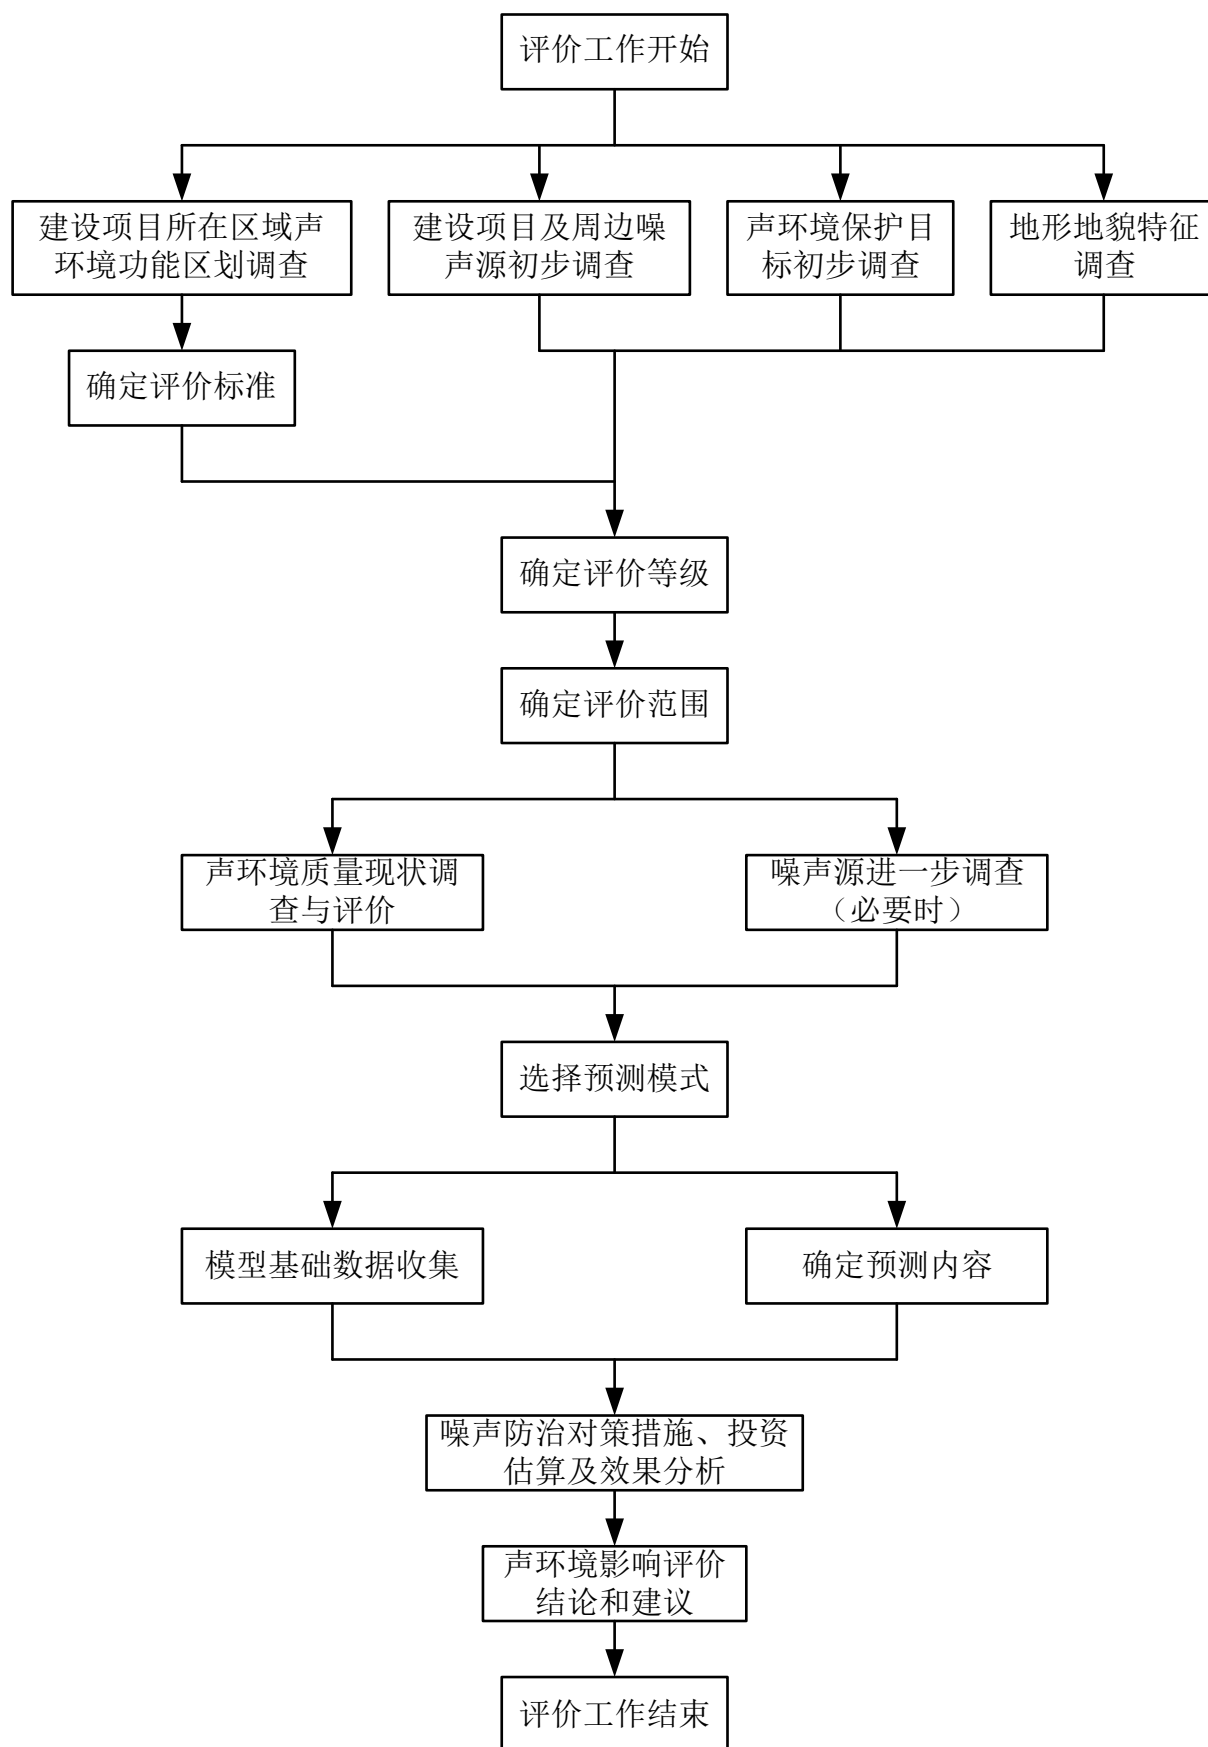 评价工作开始
建设项目所在区域声
环境功能区划调查
建设项目及周边噪
声源初步调查
声环境保护目
标初步调查
地形地貌特征
调查
确定评价标准
确定评价等级
确定评价范围
声环境质量现状调
查与评价
噪声源进一步调查
（必要时）
选择预测模式
模型基础数据收集
确定预测内容
噪声防治对策措施、投资
估算及效果分析
声环境影响评价
结论和建议
评价工作结束